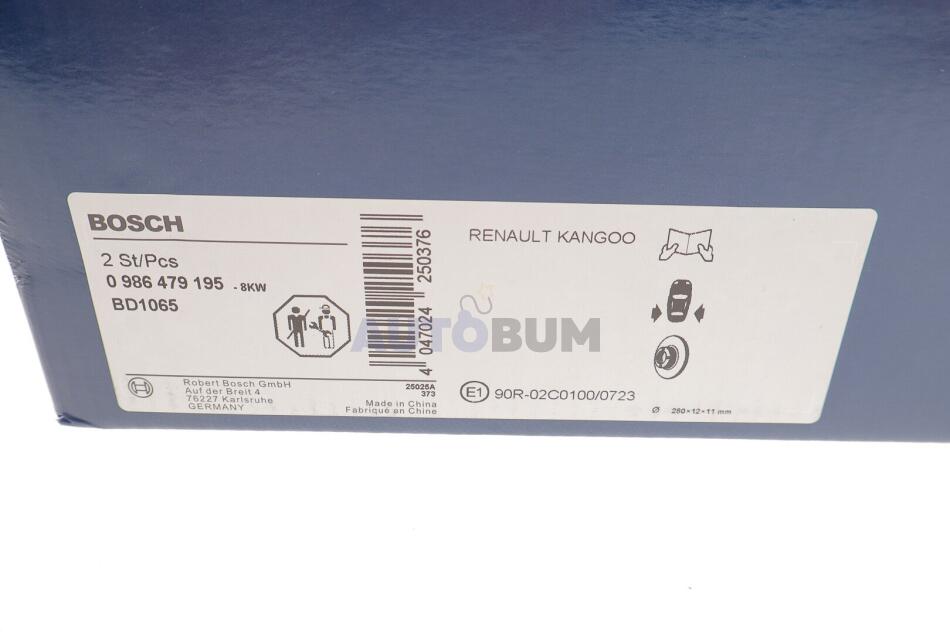 BOSCH
2 St/Pcs
0 986 479 195 - 8KW
BD1065
4 047024 250376
RENAULT KANGOO
AUTOBUM
Robert Bosch GmbH
Auf der Breit 4
76227 Karlsruhe
GERMANY
25025A
373
Made in China
Fabriqué en Chine
E1 90R-02C0100/0723
Ø 280×12×11 mm